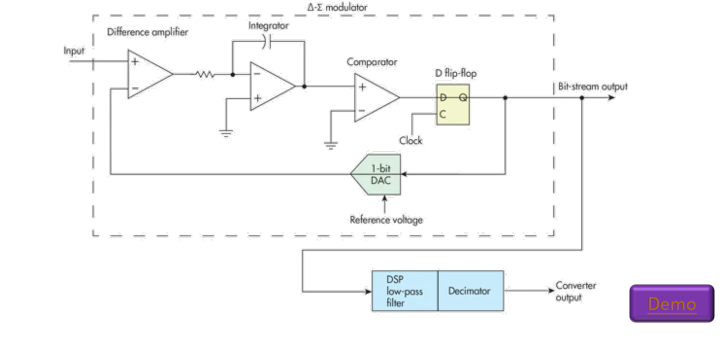 Δ-Σ modulator
Integrator
Difference amplifier
Input
Comparator
D flip-flop
Bit-stream output
+
−
−
+
+
−
D Q
C
Clock
1-bit
DAC
Reference voltage
DSP
low-pass
filter
Decimator
Converter
output
Demo